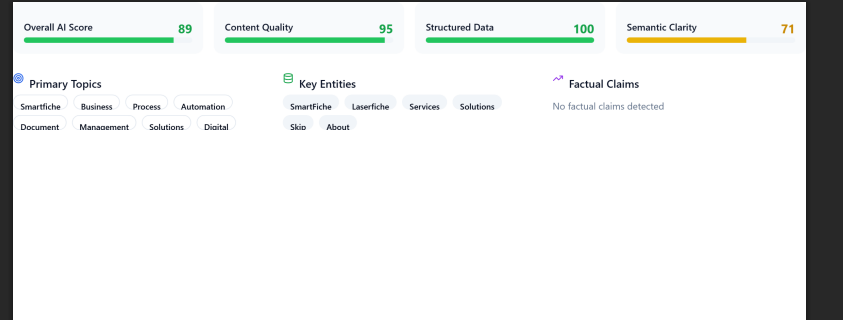 Overall AI Score 89
Content Quality 95
Structured Data 100
Semantic Clarity 71
Primary Topics
Smartfiche Business Process Automation
Document Management Solutions Digital
Key Entities
SmartFiche Laserfiche Services Solutions
Skip About
Factual Claims
No factual claims detected